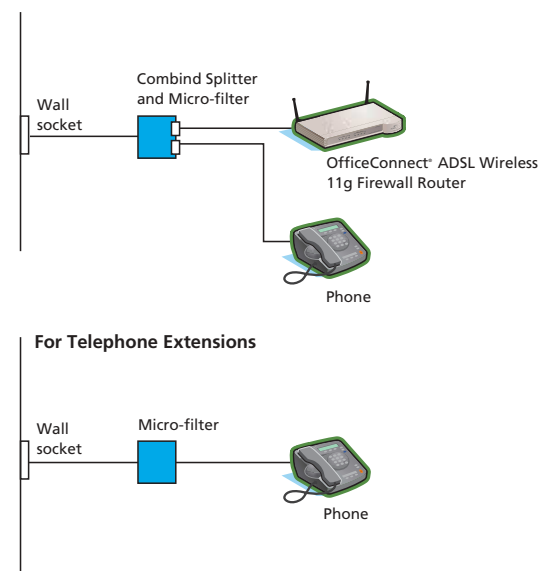 Combind Splitter
and Micro-filter
Wall
socket
OfficeConnect® ADSL Wireless
11g Firewall Router
Phone
For Telephone Extensions
Wall
socket
Micro-filter
Phone